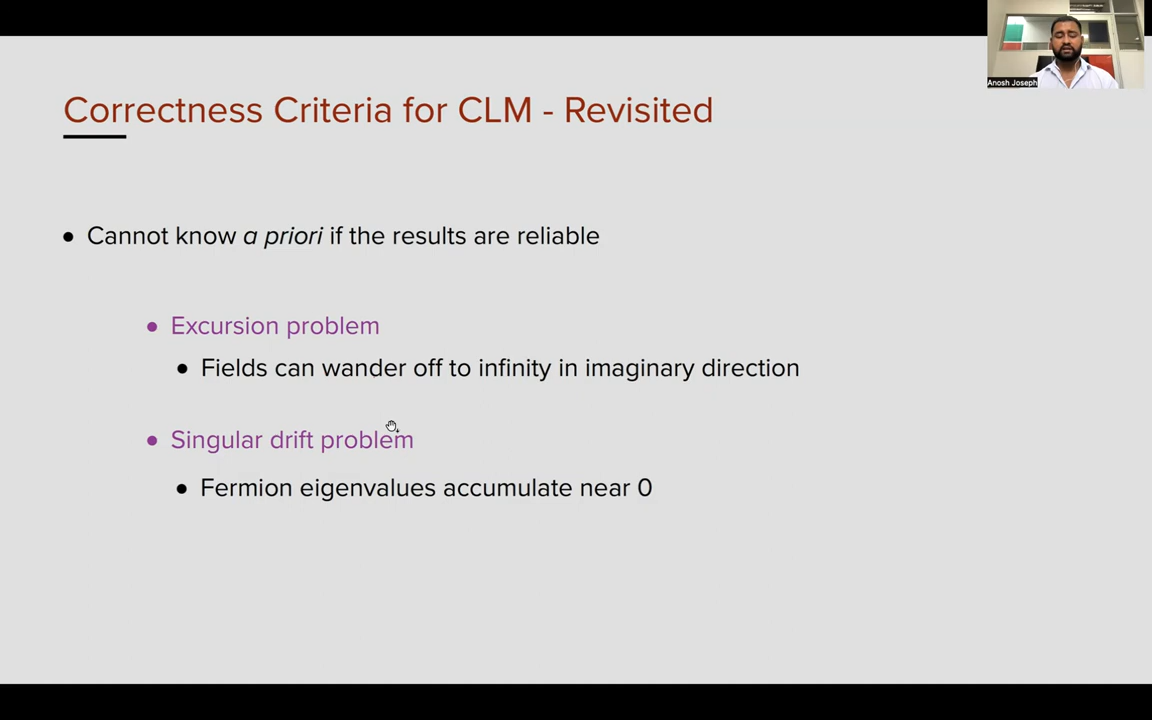 Anosh Joseph
Correctness Criteria for CLM - Revisited
● Cannot know a priori if the results are reliable
● Excursion problem
● Fields can wander off to infinity in imaginary direction
● Singular drift problem
● Fermion eigenvalues accumulate near 0